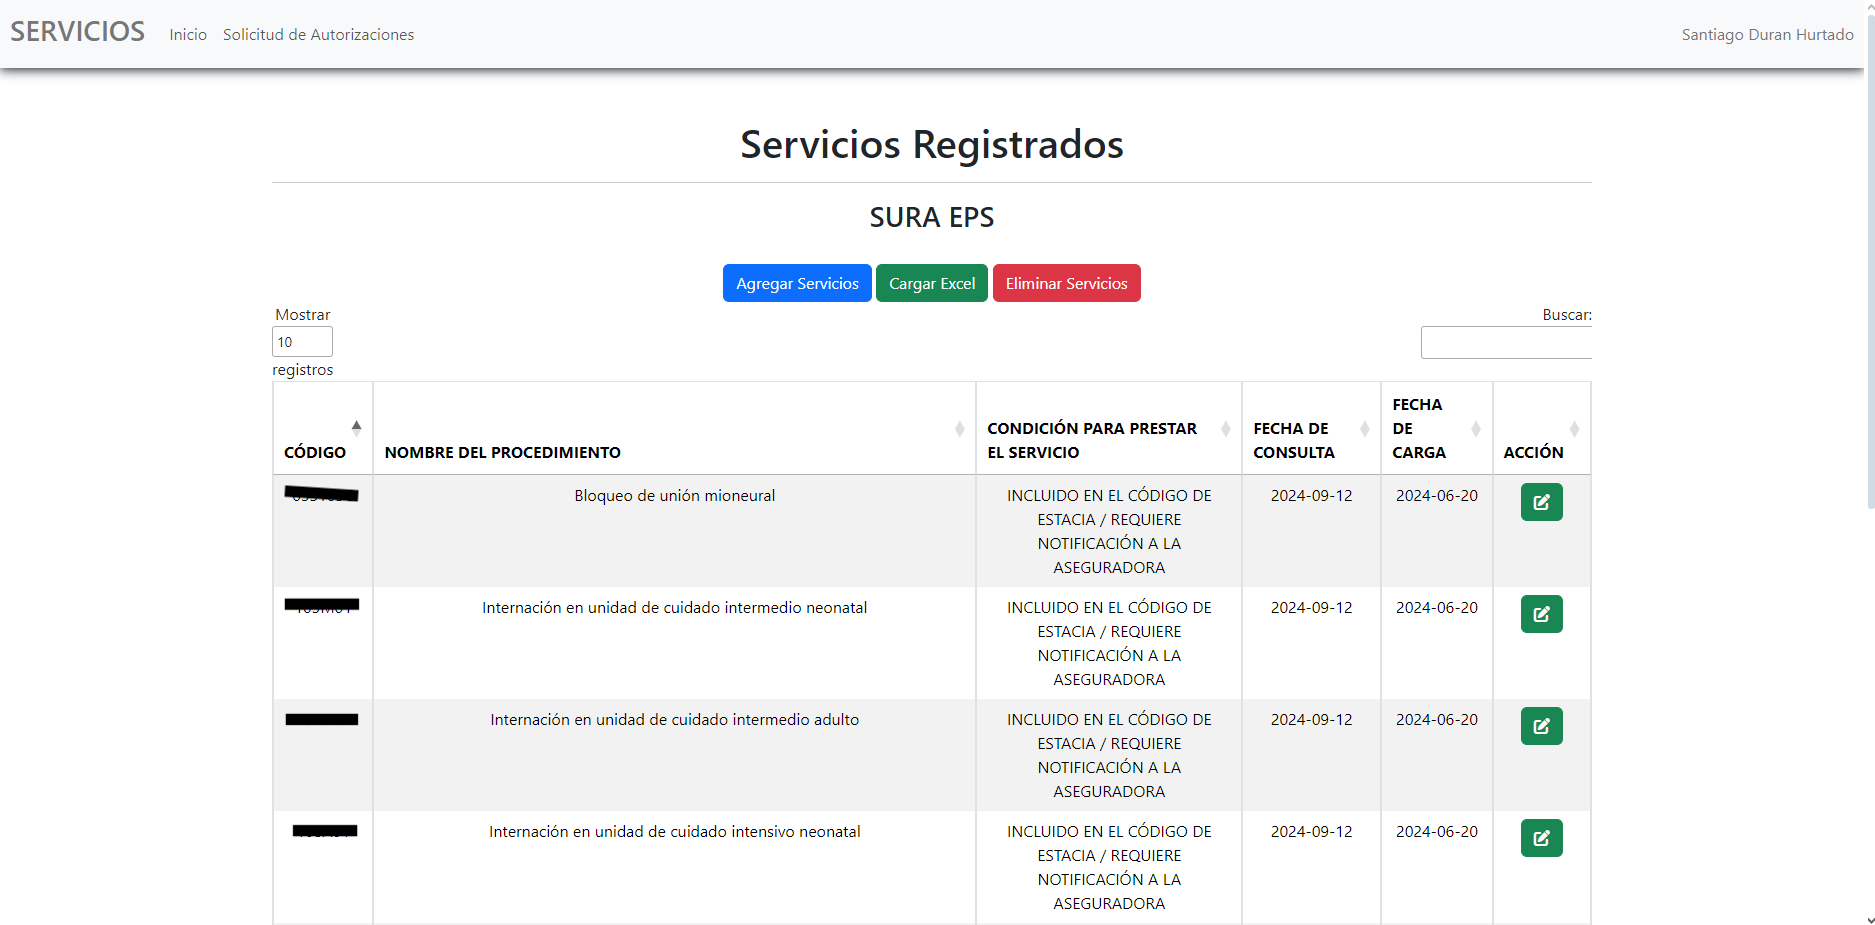 SERVICIOS Inicio Solicitud de Autorizaciones Santiago Duran Hurtado
Servicios Registrados
SURA EPS
Agregar Servicios Cargar Excel Eliminar Servicios
Mostrar
10
registros
Buscar:
CÓDIGO
NOMBRE DEL PROCEDIMIENTO
CONDICIÓN PARA PRESTAR
EL SERVICIO
FECHA DE
CONSULTA
FECHA
DE
CARGA
ACCIÓN
Bloqueo de unión mioneural
INCLUIDO EN EL CÓDIGO DE
ESTACIA / REQUIERE
NOTIFICACIÓN A LA
ASEGURADORA
2024-09-12
2024-06-20
Internación en unidad de cuidado intermedio neonatal
INCLUIDO EN EL CÓDIGO DE
ESTACIA / REQUIERE
NOTIFICACIÓN A LA
ASEGURADORA
2024-09-12
2024-06-20
Internación en unidad de cuidado intermedio adulto
INCLUIDO EN EL CÓDIGO DE
ESTACIA / REQUIERE
NOTIFICACIÓN A LA
ASEGURADORA
2024-09-12
2024-06-20
Internación en unidad de cuidado intensivo neonatal
INCLUIDO EN EL CÓDIGO DE
ESTACIA / REQUIERE
NOTIFICACIÓN A LA
ASEGURADORA
2024-09-12
2024-06-20